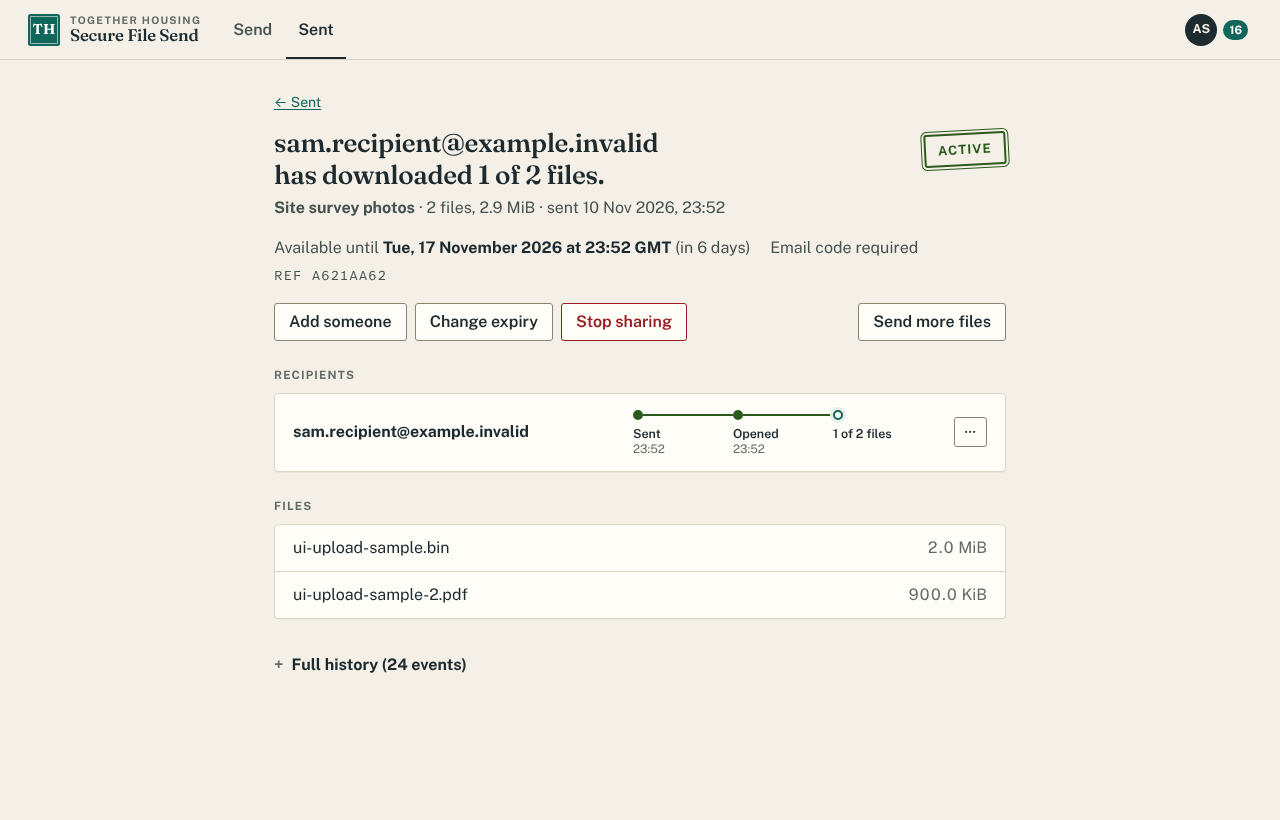 TH
TOGETHER HOUSING
Secure File Send
Send
Sent
AS
16
← Sent
sam.recipient@example.invalid
has downloaded 1 of 2 files.
ACTIVE
Site survey photos · 2 files, 2.9 MiB · sent 10 Nov 2026, 23:52
Available until Tue, 17 November 2026 at 23:52 GMT (in 6 days) Email code required
REF A621AA62
Add someone
Change expiry
Stop sharing
Send more files
RECIPIENTS
sam.recipient@example.invalid
Sent
23:52
Opened
23:52
1 of 2 files
···
FILES
ui-upload-sample.bin
2.0 MiB
ui-upload-sample-2.pdf
900.0 KiB
+ Full history (24 events)